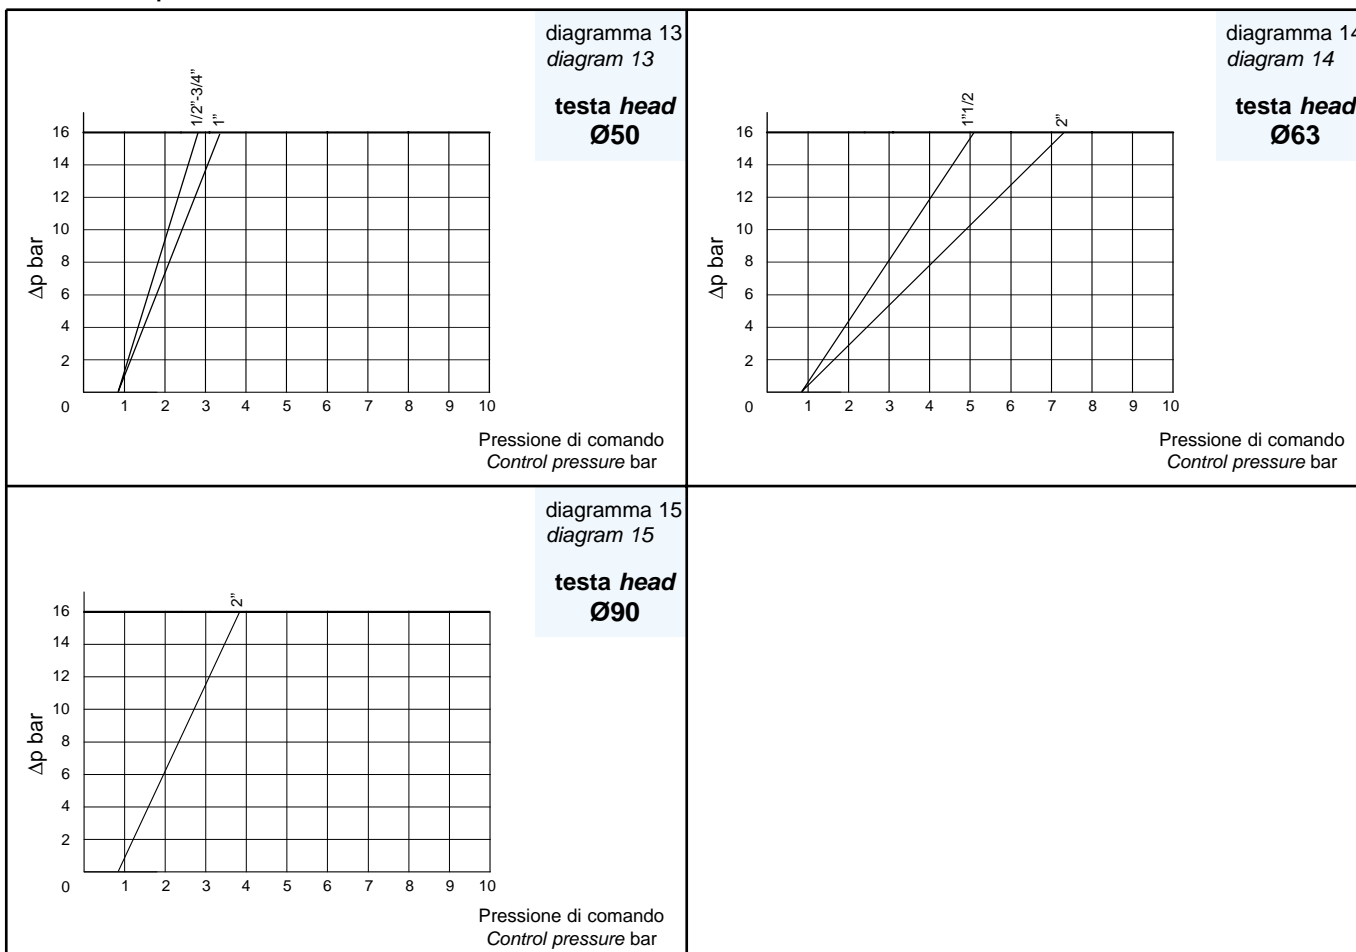 diagramma 13
diagram 13
testa head
Ø50
1/2”-3/4”
1”
16
14
12
10
8
6
4
2
0
Δp bar
1 2 3 4 5 6 7 8 9 10
Pressione di comando
Control pressure bar
diagramma 14
diagram 14
testa head
Ø63
1”1/2
2”
16
14
12
10
8
6
4
2
0
Δp bar
1 2 3 4 5 6 7 8 9 10
Pressione di comando
Control pressure bar
diagramma 15
diagram 15
testa head
Ø90
2”
16
14
12
10
8
6
4
2
0
Δp bar
1 2 3 4 5 6 7 8 9 10
Pressione di comando
Control pressure bar